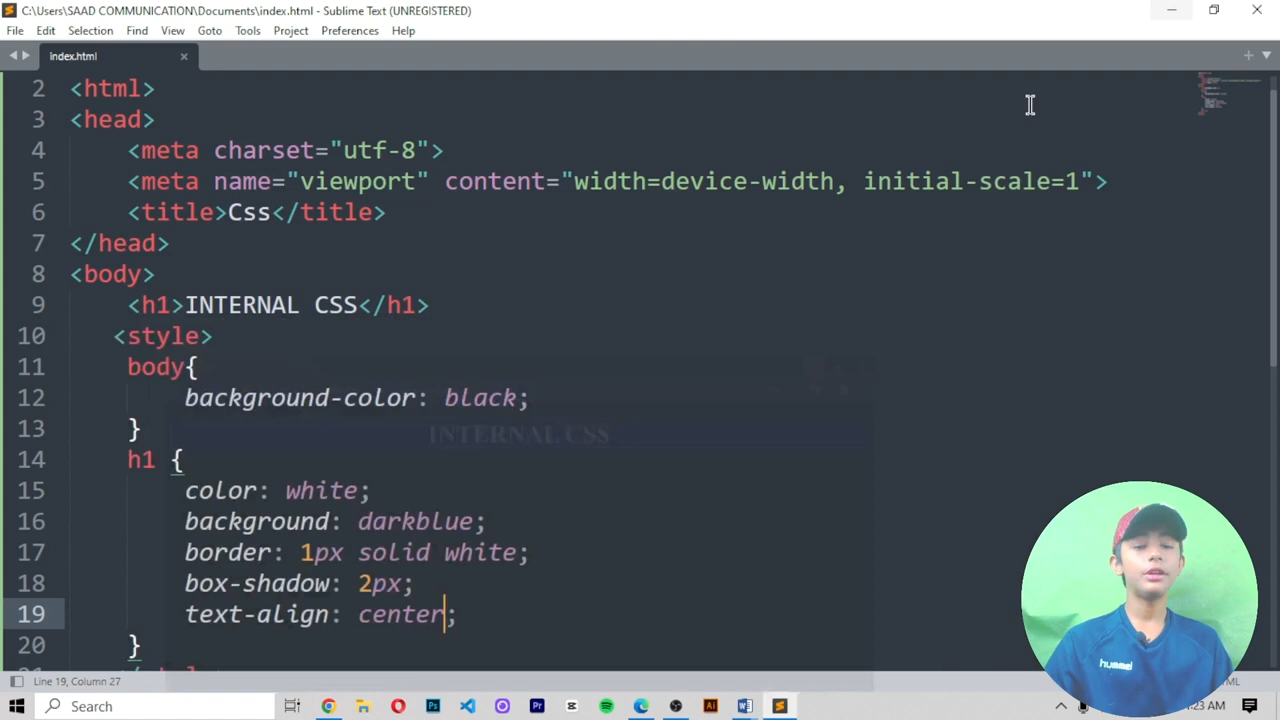 C:\Users\SAAD COMMUNICATION\Documents\index.html - Sublime Text (UNREGISTERED)
File Edit Selection Find View Goto Tools Project Preferences Help
index.html
2 <html>
3 <head>
4 <meta charset="utf-8">
5 <meta name="viewport" content="width=device-width, initial-scale=1">
6 <title>Css</title>
7 </head>
8 <body>
9 <h1>INTERNAL CSS</h1>
10 <style>
11 body{
12 background-color: black;
13 }
INTERNAL CSS
14 h1 {
15 color: white;
16 background: darkblue;
17 border: 1px solid white;
18 box-shadow: 2px;
19 text-align: center;
20 }
Line 19, Column 27
Search
hummel